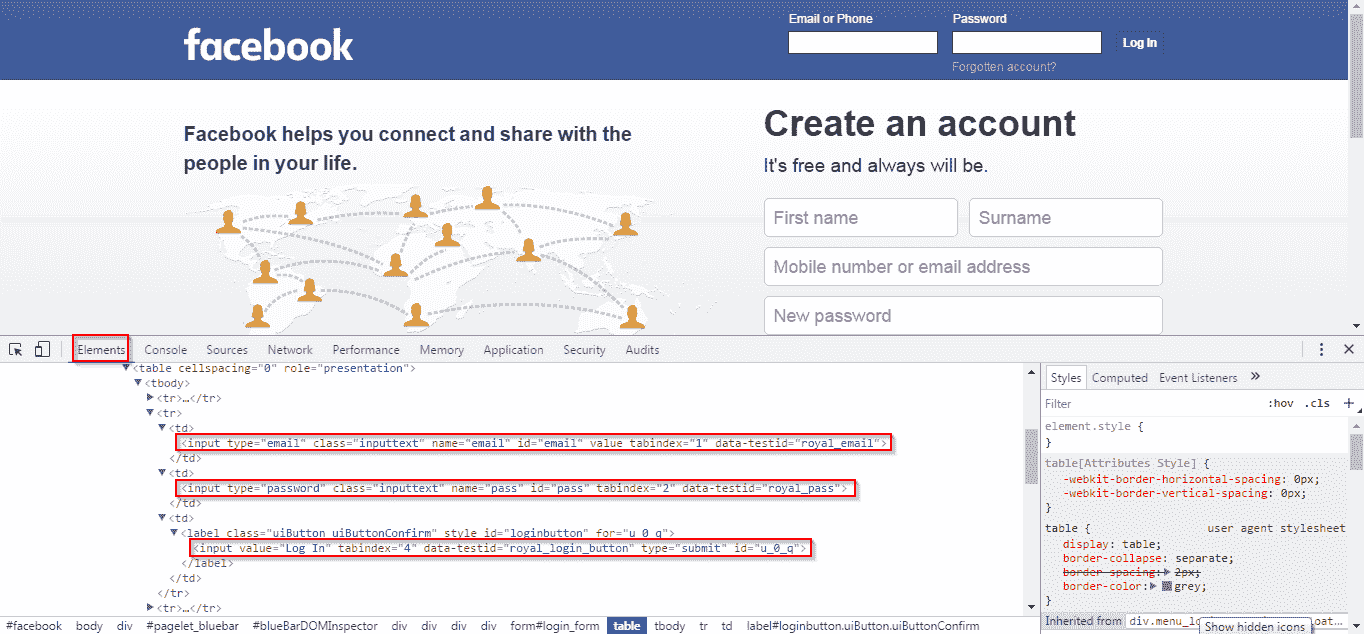 Email or Phone Password
facebook Log In
Forgotten account?
Create an account
Facebook helps you connect and share with the
people in your life.
It's free and always will be.
First name Surname
Mobile number or email address
New password
Elements Console Sources Network Performance Memory Application Security Audits
<table cellspacing="0" role="presentation">
<tbody>
<tr>…</tr>
<tr>
<td>
<input type="email" class="inputtext" name="email" id="email" value tabindex="1" data-testid="royal_email">
</td>
<td>
<input type="password" class="inputtext" name="pass" id="pass" tabindex="2" data-testid="royal_pass">
</td>
<td>
<label class="uiButton uiButtonConfirm" style id="loginbutton" for="u_0_q">
<input value="Log In" tabindex="4" data-testid="royal_login_button" type="submit" id="u_0_q">
</label>
</td>
</tr>
<tr>…</tr>
Styles Computed Event Listeners »
Filter :hov .cls +
element.style {
}
table[Attributes Style] {
-webkit-border-horizontal-spacing: 0px;
-webkit-border-vertical-spacing: 0px;
}
table { user agent stylesheet
display: table;
border-collapse: separate;
border-spacing: 2px;
border-color: grey;
}
Inherited from div.menu_lo
Show hidden icons
#facebook body div #pagelet_bluebar #blueBarDOMInspector div div div div form#login_form table tbody tr td label#loginbutton.uiButton.uiButtonConfirm